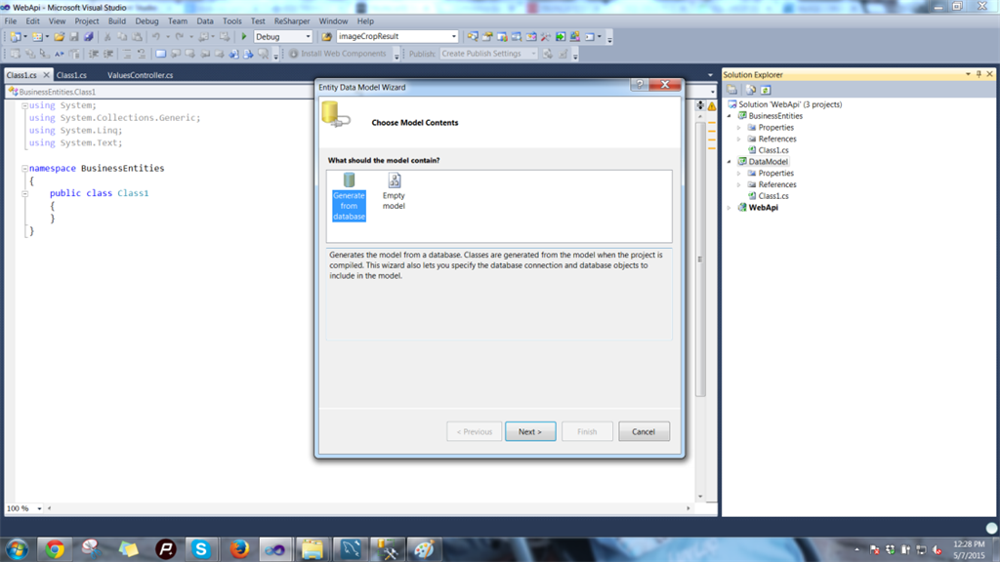 WebApi - Microsoft Visual Studio
File Edit View Project Build Debug Team Data Tools Test ReSharper Window Help
Debug imageCropResult
Install Web Components Publish: Create Publish Settings
Class1.cs Class1.cs ValuesController.cs
BusinessEntities.Class1
using System;
using System.Collections.Generic;
using System.Linq;
using System.Text;
namespace BusinessEntities
{
public class Class1
{
}
}
100 %
Entity Data Model Wizard
Choose Model Contents
What should the model contain?
Generate from database
Empty model
Generates the model from a database. Classes are generated from the model when the project is
compiled. This wizard also lets you specify the database connection and database objects to
include in the model.
< Previous Next > Finish Cancel
Solution Explorer
Solution 'WebApi' (3 projects)
BusinessEntities
Properties
References
Class1.cs
DataModel
Properties
References
Class1.cs
WebApi
12:28 PM
5/7/2015